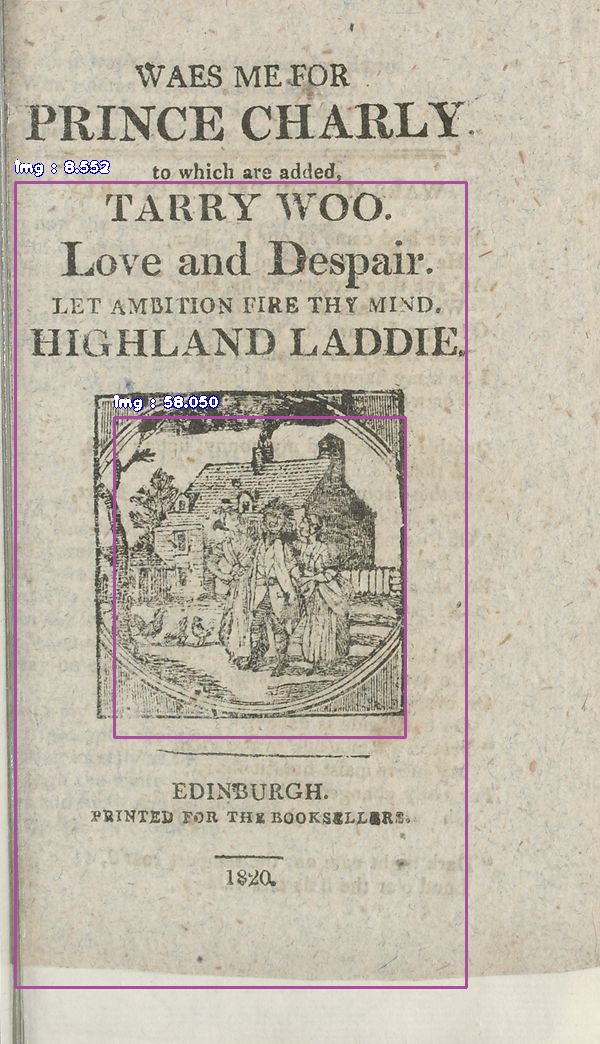 WAES ME FOR
PRINCE CHARLY.
to which are added,
img : 8.552
TARRY WOO.
Love and Despair.
LET AMBITION FIRE THY MIND.
HIGHLAND LADDIE.
img : 58.050
EDINBURGH.
PRINTED FOR THE BOOKSELLERS.
1820.